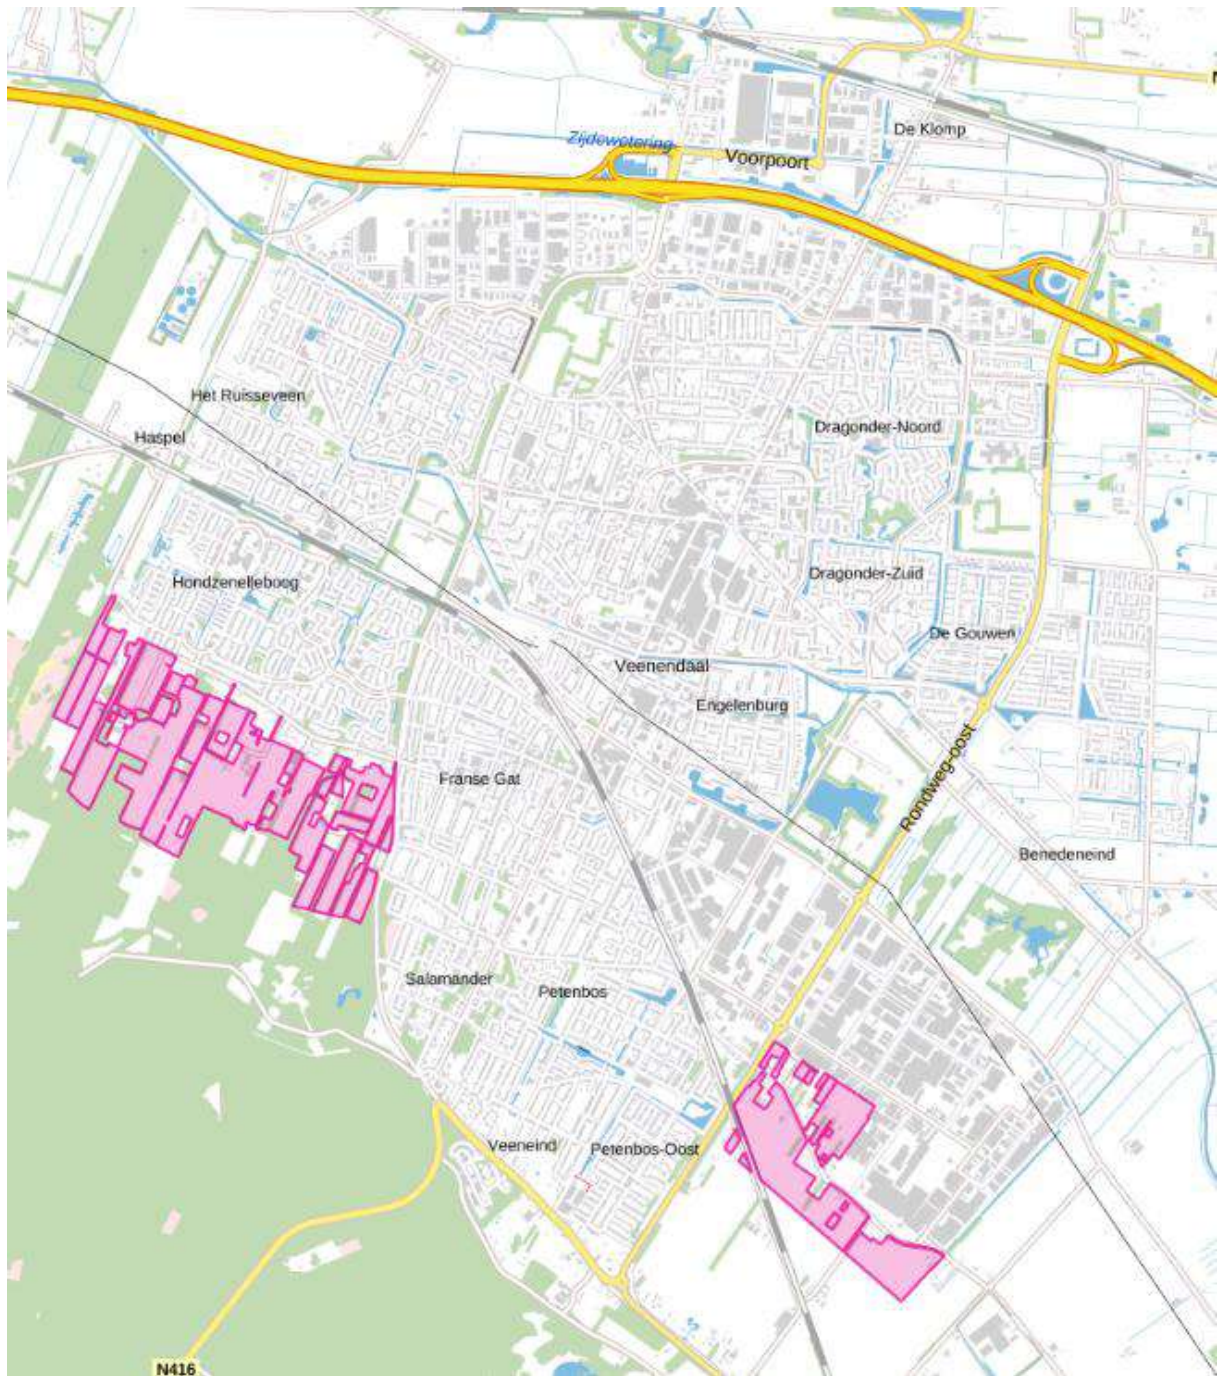 De Klomp
Zijdewetering
Voorpoort
Het Ruisseveen
Haspel
Dragonder-Noord
Hondzenelleboog
Dragonder-Zuid
De Gouwen
Veenendaal
Engelenburg
Franse Gat
Rondweg-oost
Benedeneind
Salamander
Petenbos
Veeneind
Petenbos-Oost
N416